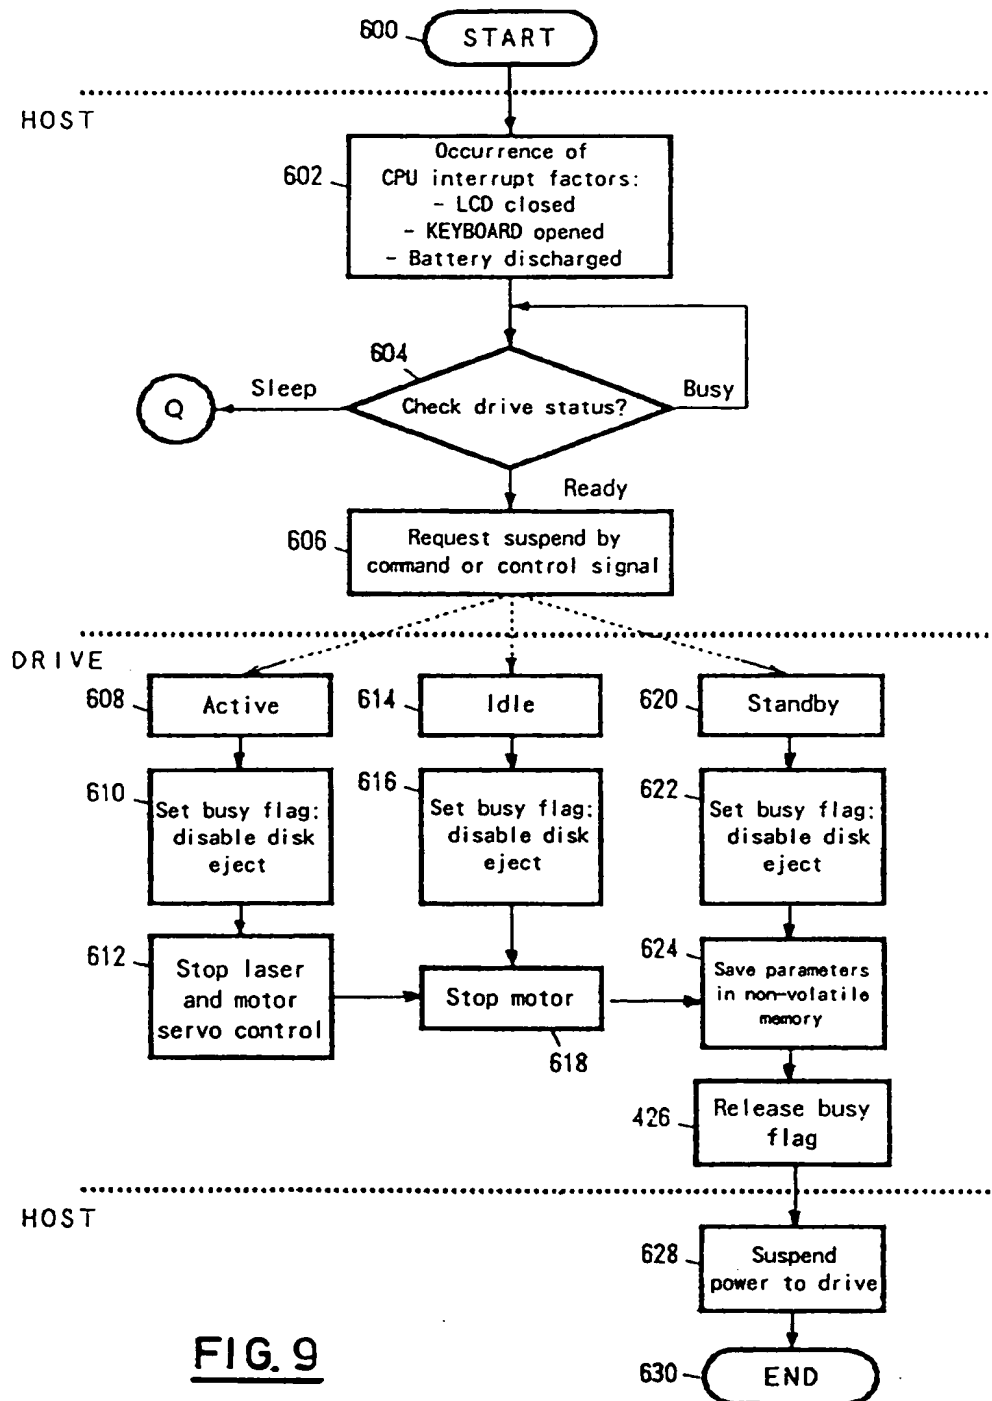 600
START
HOST
602
Occurrence of
CPU interrupt factors:
- LCD closed
- KEYBOARD opened
- Battery discharged
604
Sleep
Q
Check drive status?
Busy
Ready
606
Request suspend by
command or control signal
DRIVE
608
Active
614
Idle
620
Standby
610
Set busy flag:
disable disk
eject
616
Set busy flag:
disable disk
eject
622
Set busy flag:
disable disk
eject
612
Stop laser
and motor
servo control
Stop motor
618
624
Save parameters
in non-volatile
memory
426
Release busy
flag
HOST
628
Suspend
power to drive
FIG. 9
630
END